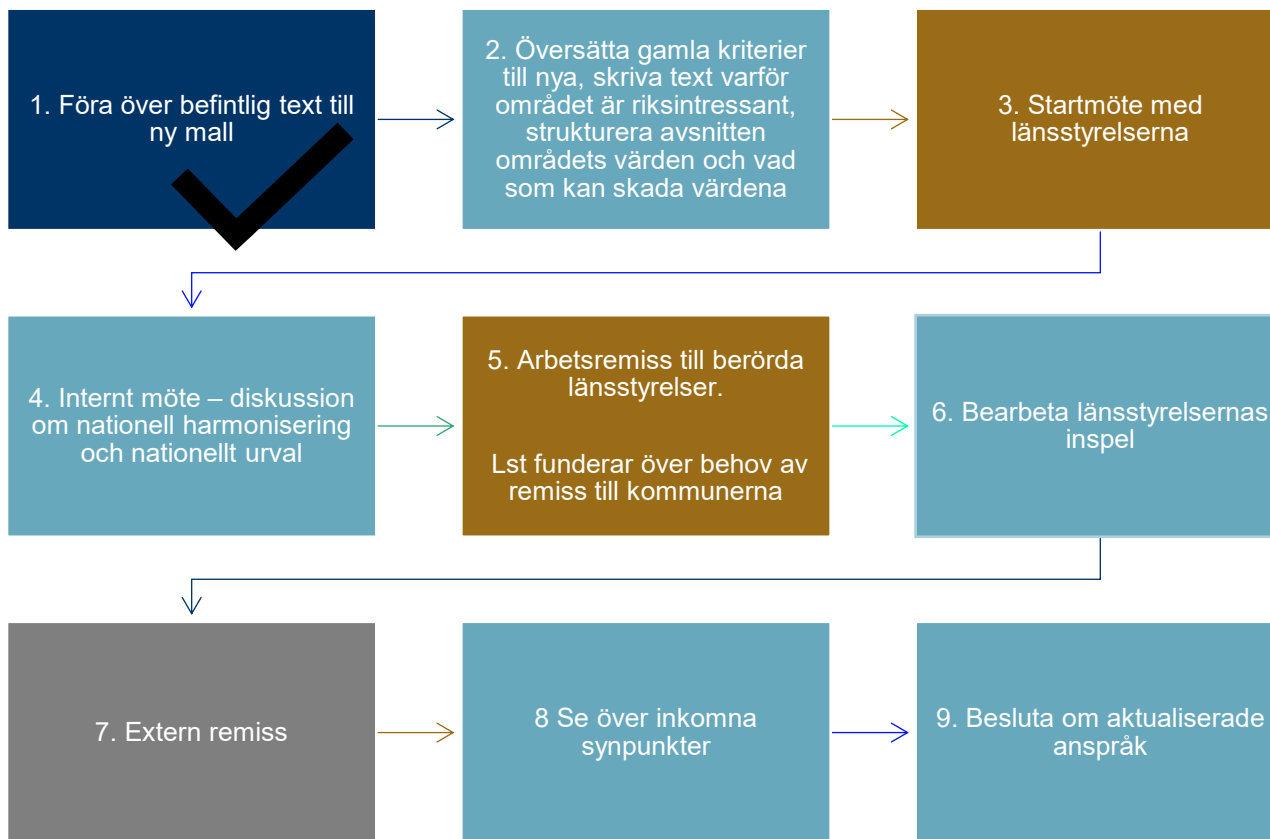 1. Föra över befintlig text till
ny mall
2. Översätta gamla kriterier
till nya, skriva text varför
området är riksintressant,
strukturera avsnitten
områdets värden och vad
som kan skada värdena
3. Startmöte med
länsstyrelserna
4. Internt möte – diskussion
om nationell harmonisering
och nationellt urval
5. Arbetsremiss till berörda
länsstyrelser.
Lst funderar över behov av
remiss till kommunerna
6. Bearbeta länsstyrelsernas
inspel
7. Extern remiss
8 Se över inkomna
synpunkter
9. Besluta om aktualiserade
anspråk